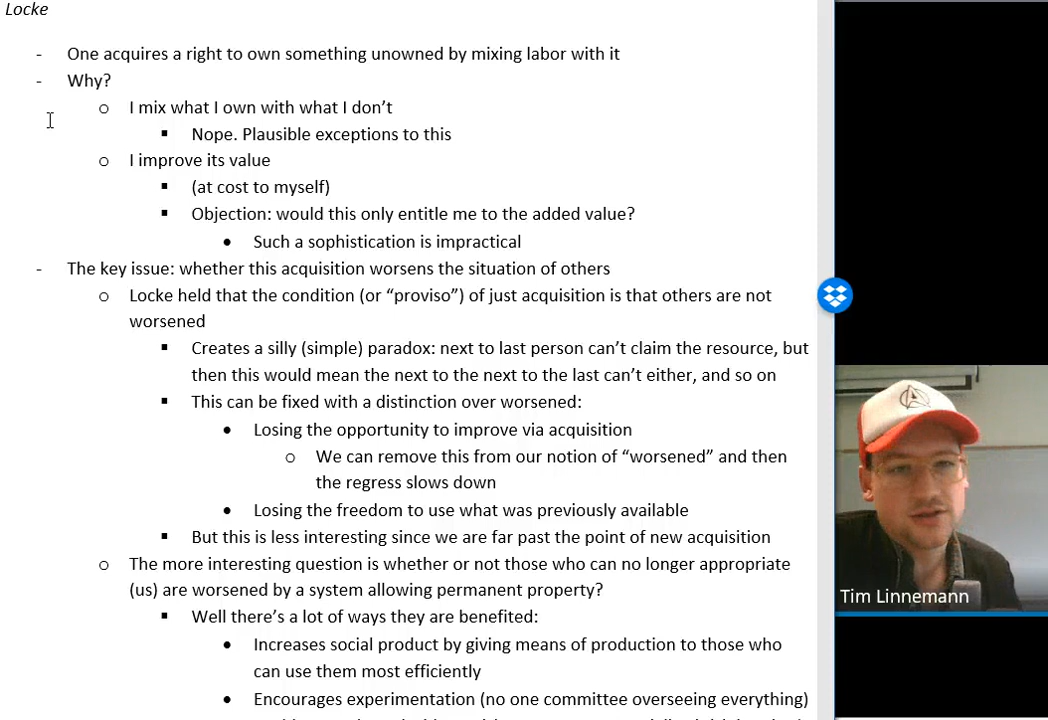 Locke
- One acquires a right to own something unowned by mixing labor with it
- Why?
o I mix what I own with what I don’t
▪ Nope. Plausible exceptions to this
o I improve its value
▪ (at cost to myself)
▪ Objection: would this only entitle me to the added value?
• Such a sophistication is impractical
- The key issue: whether this acquisition worsens the situation of others
o Locke held that the condition (or “proviso”) of just acquisition is that others are not
worsened
▪ Creates a silly (simple) paradox: next to last person can’t claim the resource, but
then this would mean the next to the next to the last can’t either, and so on
▪ This can be fixed with a distinction over worsened:
• Losing the opportunity to improve via acquisition
o We can remove this from our notion of “worsened” and then
the regress slows down
• Losing the freedom to use what was previously available
▪ But this is less interesting since we are far past the point of new acquisition
o The more interesting question is whether or not those who can no longer appropriate
(us) are worsened by a system allowing permanent property?
▪ Well there’s a lot of ways they are benefited:
• Increases social product by giving means of production to those who
can use them most efficiently
• Encourages experimentation (no one committee overseeing everything)
Tim Linnemann